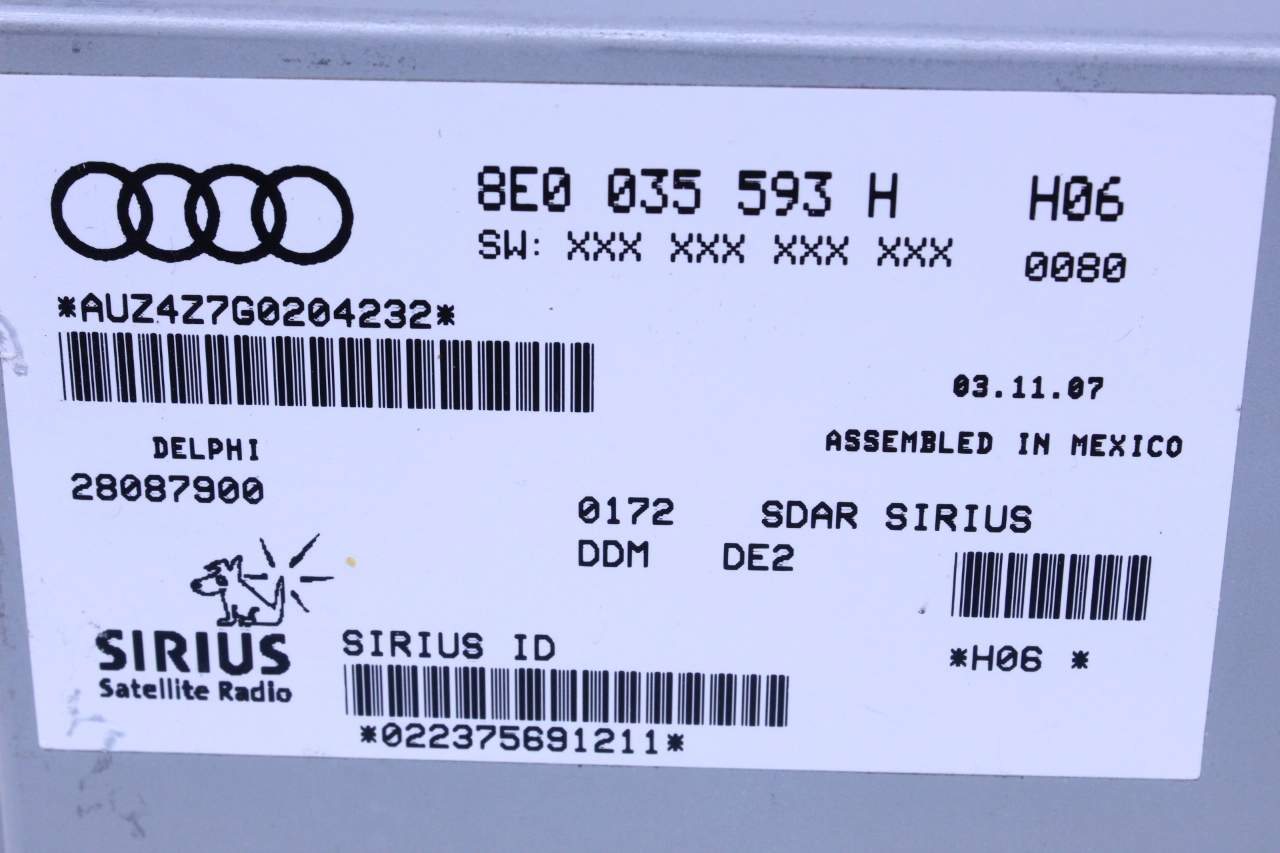 8E0 035 593 H H06
SW: XXX XXX XXX XXX 0080
*AUZ4Z7G0204232*
03.11.07
DELPHI
ASSEMBLED IN MEXICO
28087900
0172 SDAR SIRIUS
DDM DE2
SIRIUS
Satellite Radio
SIRIUS ID
*H06 *
*022375691211*